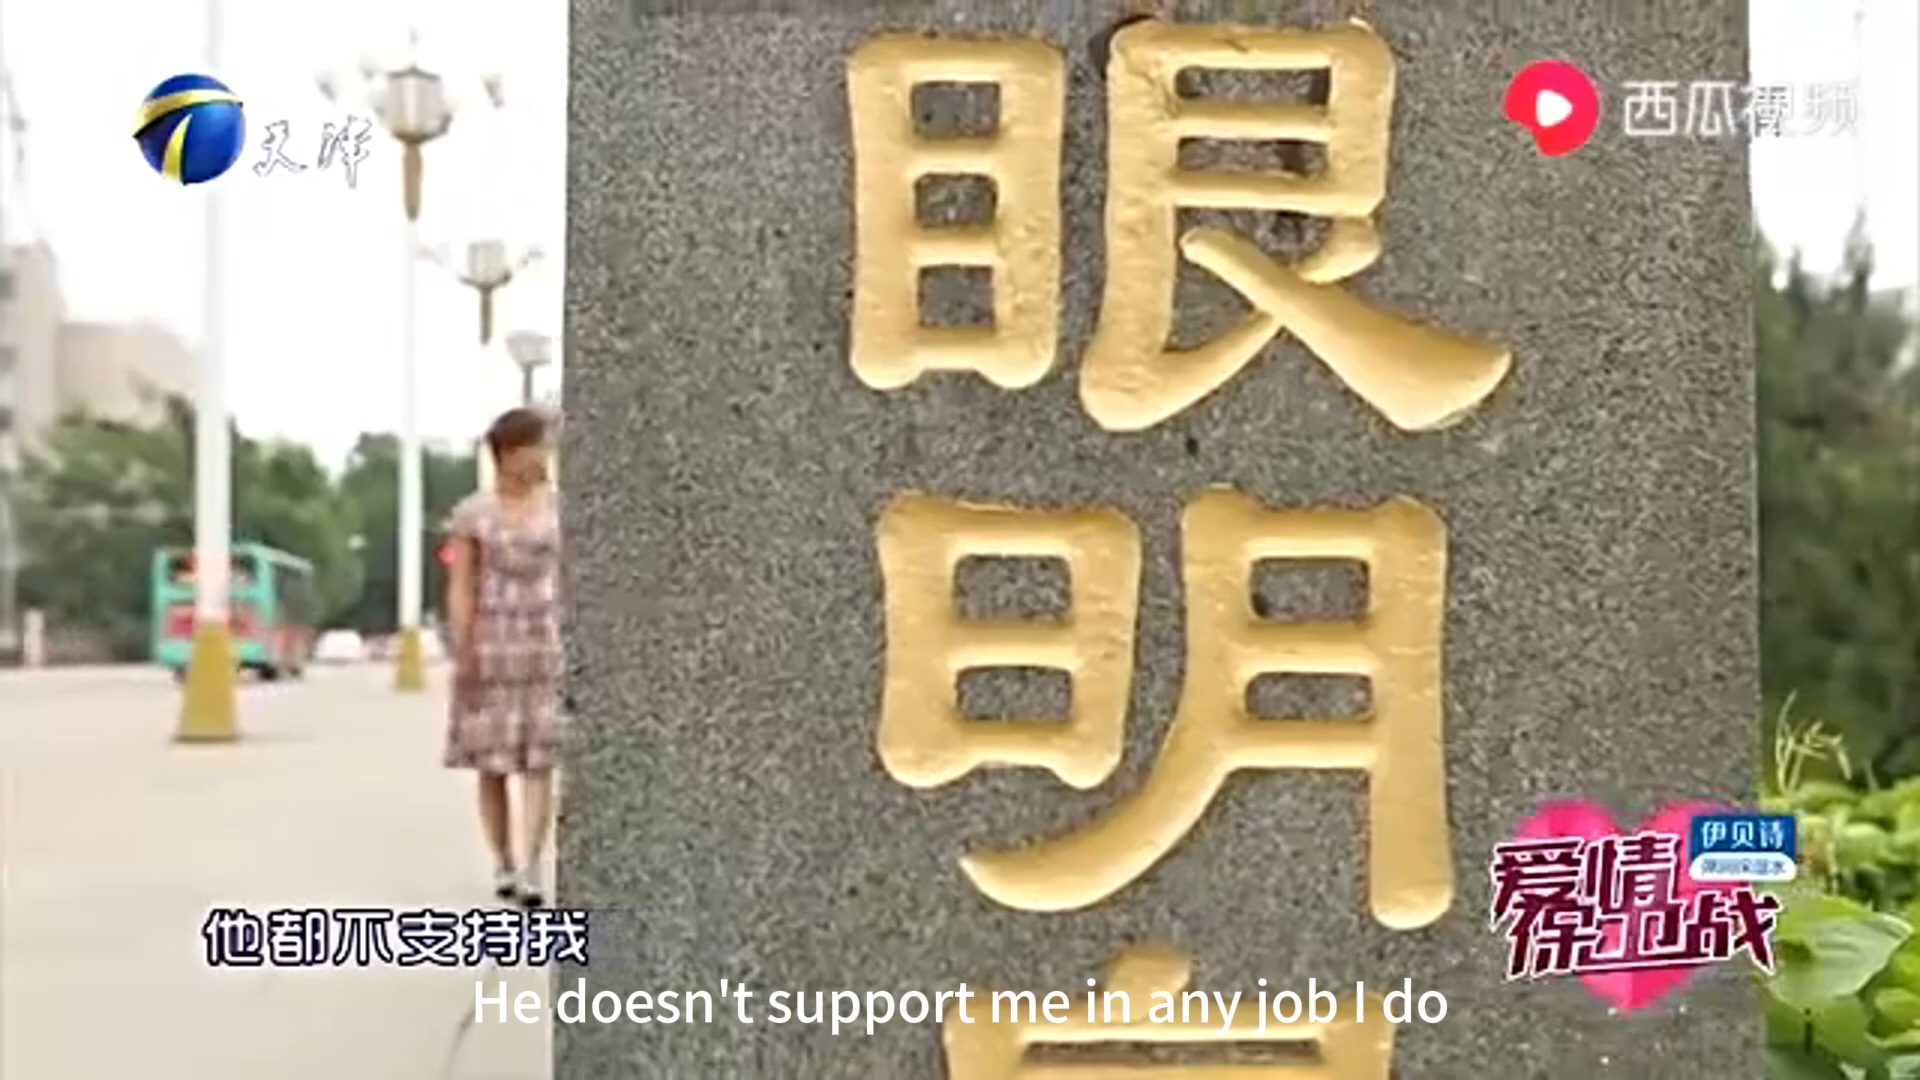 天津
西瓜视频
眼
明
伊贝诗
爱情
保卫战
他都不支持我
He doesn't support me in any job I do